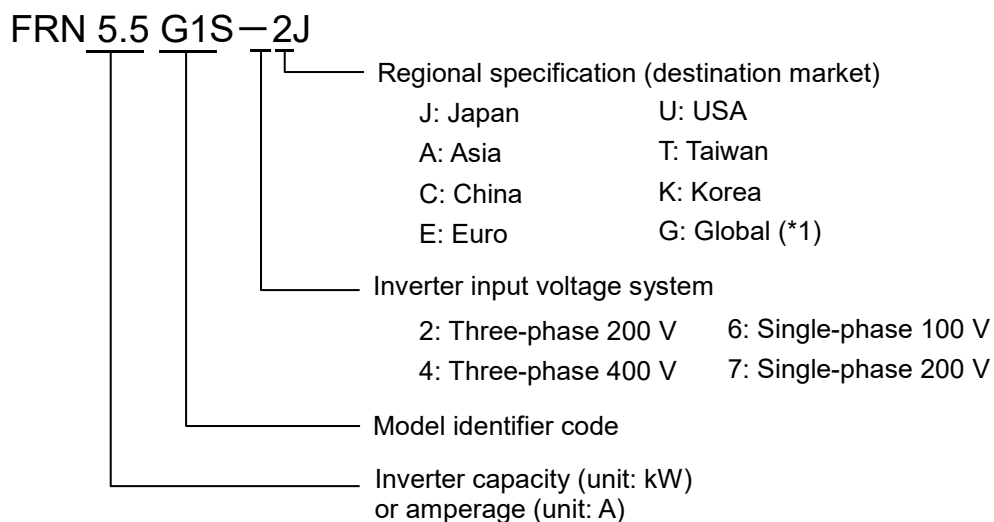 FRN 5.5 G1S－2J
Regional specification (destination market)
J: Japan U: USA
A: Asia T: Taiwan
C: China K: Korea
E: Euro G: Global (*1)
Inverter input voltage system
2: Three-phase 200 V 6: Single-phase 100 V
4: Three-phase 400 V 7: Single-phase 200 V
Model identifier code
Inverter capacity (unit: kW)
or amperage (unit: A)